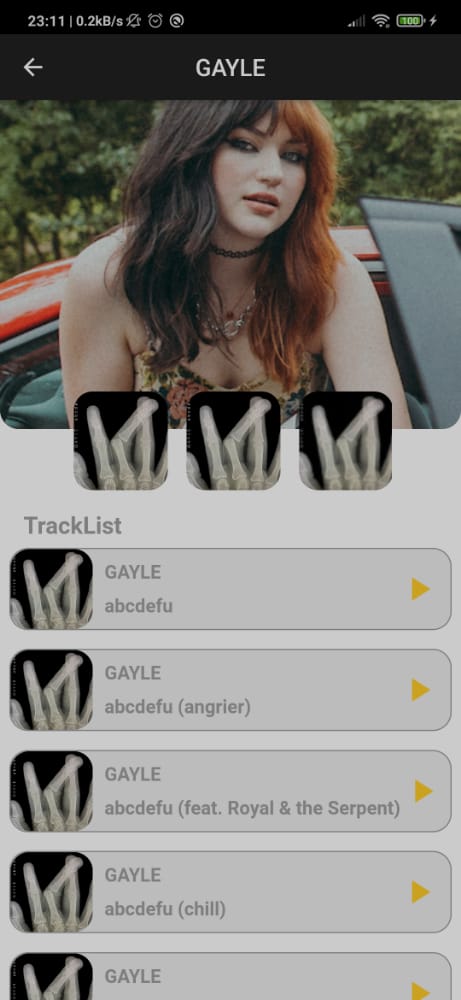 23:11 | 0.2kB/s
100
GAYLE
TrackList
GAYLE
abcdefu
GAYLE
abcdefu (angrier)
GAYLE
abcdefu (feat. Royal & the Serpent)
GAYLE
abcdefu (chill)
GAYLE